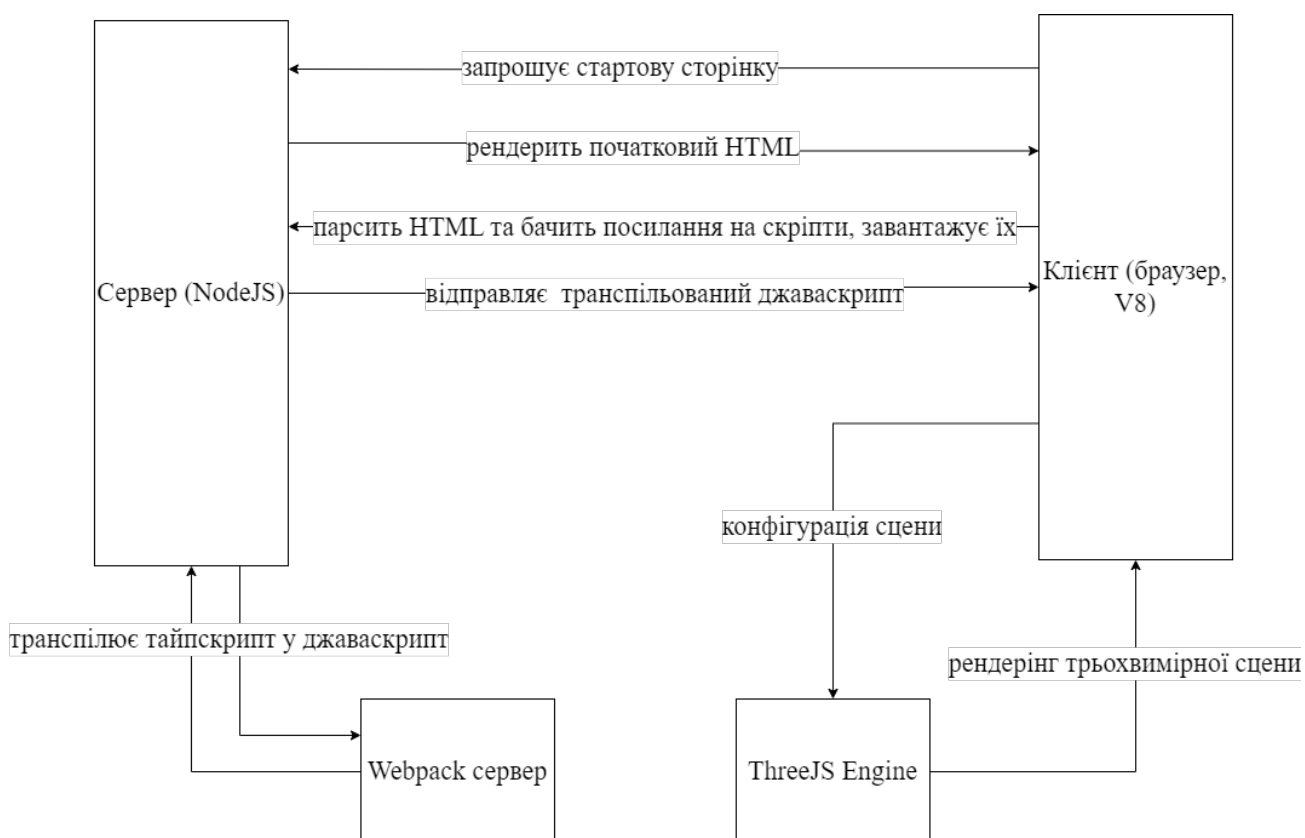 запрошує стартову сторінку
рендерить початковий HTML
парсить HTML та бачить посилання на скріпти, завантажує їх
Сервер (NodeJS)
відправляє транспільований джаваскрипт
Клієнт (браузер,
V8)
конфігурація сцени
транспілює тайпскрипт у джаваскрипт
рендерінг трьохвимірної сцени
Webpack сервер
ThreeJS Engine